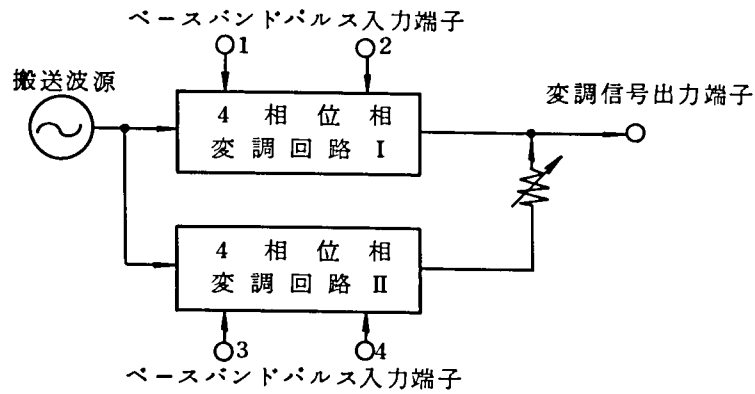 ベースバンドパルス入力端子
1 2
搬送波源
4相位相
変調回路Ⅰ
変調信号出力端子
4相位相
変調回路Ⅱ
3 4
ベースバンドパルス入力端子